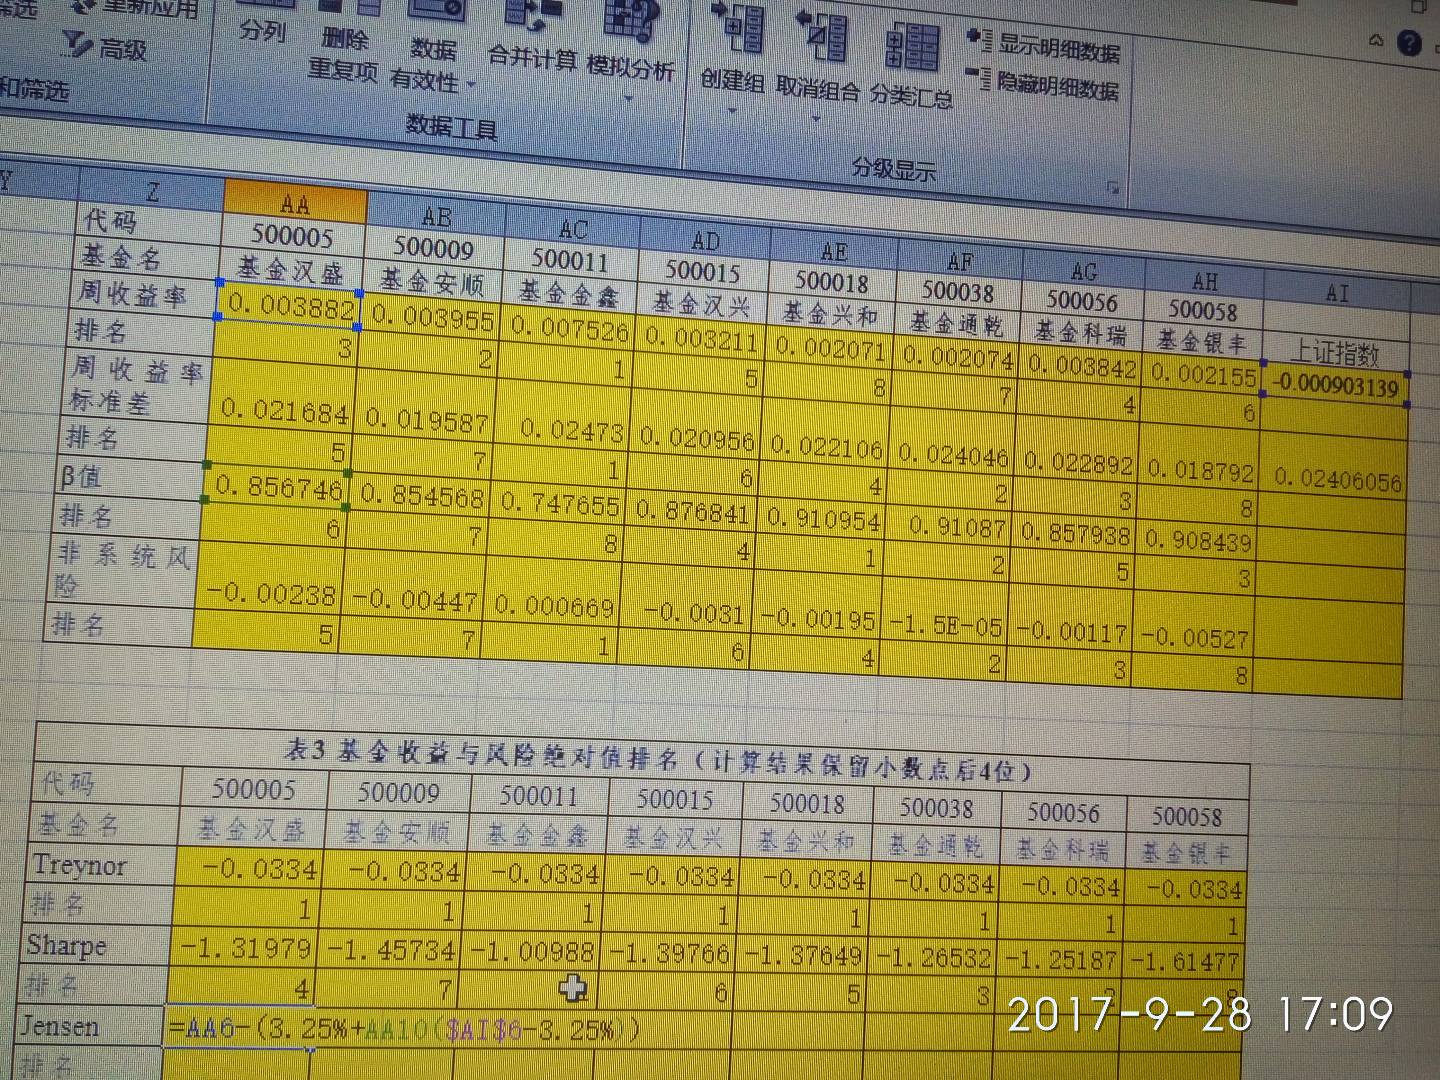 筛选 重新应用
高级
和筛选
分列 删除重复项 数据有效性 合并计算 模拟分析
数据工具
创建组 取消组合 分类汇总
显示明细数据
隐藏明细数据
分级显示
Y Z AA AB AC AD AE AF AG AH AI
代码 500005 500009 500011 500015 500018 500038 500056 500058
基金名 基金汉盛 基金安顺 基金金鑫 基金汉兴 基金兴和 基金通乾 基金科瑞 基金银丰 上证指数
周收益率 0.003882 0.003955 0.007526 0.003211 0.002071 0.002074 0.003842 0.002155 -0.000903139
排名 3 2 1 5 8 7 4 6
周收益率标准差 0.021684 0.019587 0.02473 0.020956 0.022106 0.024046 0.022892 0.018792 0.02406056
排名 5 7 1 6 4 2 3 8
β值 0.856746 0.854568 0.747655 0.876841 0.910954 0.91087 0.857938 0.908439
排名 6 7 8 4 1 2 5 3
非系统风险 -0.00238 -0.00447 0.000669 -0.0031 -0.00195 -1.5E-05 -0.00117 -0.00527
排名 5 7 1 6 4 2 3 8
表3 基金收益与风险绝对值排名（计算结果保留小数点后4位）
代码 500005 500009 500011 500015 500018 500038 500056 500058
基金名 基金汉盛 基金安顺 基金金鑫 基金汉兴 基金兴和 基金通乾 基金科瑞 基金银丰
Treynor -0.0334 -0.0334 -0.0334 -0.0334 -0.0334 -0.0334 -0.0334 -0.0334
排名 1 1 1 1 1 1 1 1
Sharpe -1.31979 -1.45734 -1.00988 -1.39766 -1.37649 -1.26532 -1.25187 -1.61477
排名 4 7 6 5 3
Jensen =AA6-(3.25%+AA10($AI$6-3.25%))
排名
2017-9-28 17:09